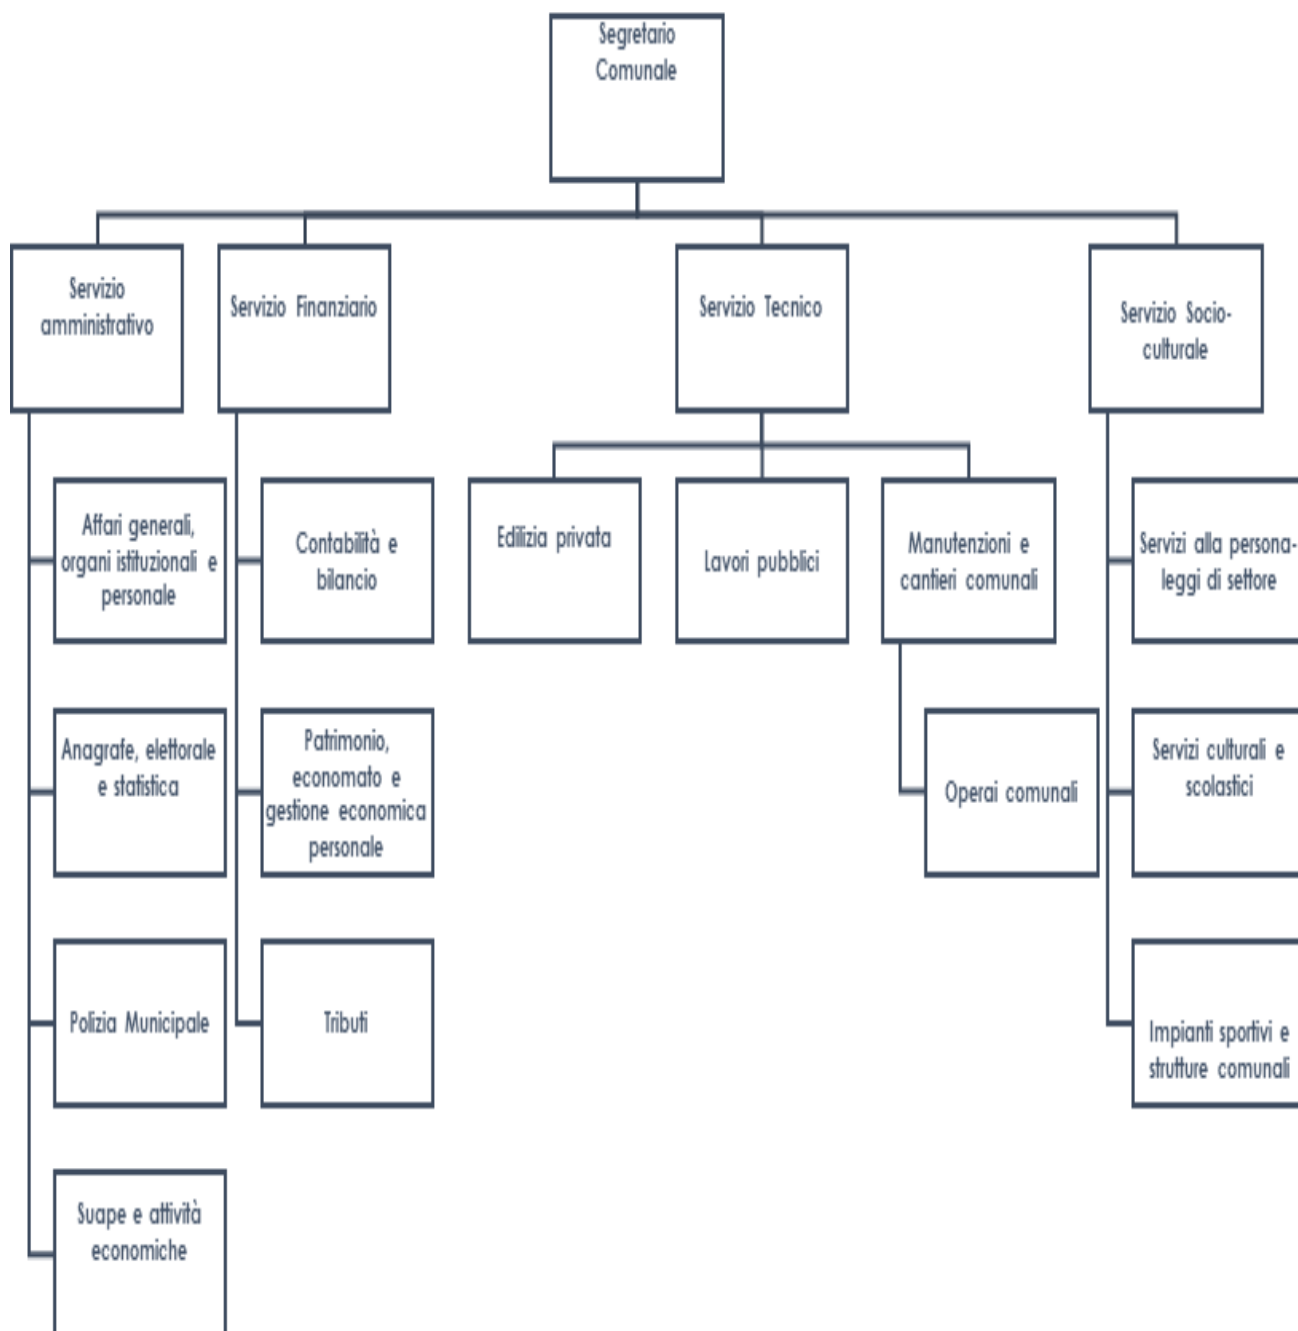 Segretario
Comunale
Servizio
amministrativo
Servizio Finanziario
Servizio Tecnico
Servizio Socio-
culturale
Affari generali,
organi istituzionali e
personale
Contabilità e
bilancio
Edilizia privata
Lavori pubblici
Manutenzioni e
cantieri comunali
Servizi alla persona-
leggi di settore
Anagrafe, elettorale
e statistica
Patrimonio,
economato e
gestione economica
personale
Operai comunali
Servizi culturali e
scolastici
Polizia Municipale
Tributi
Impianti sportivi e
strutture comunali
Suape e attività
economiche